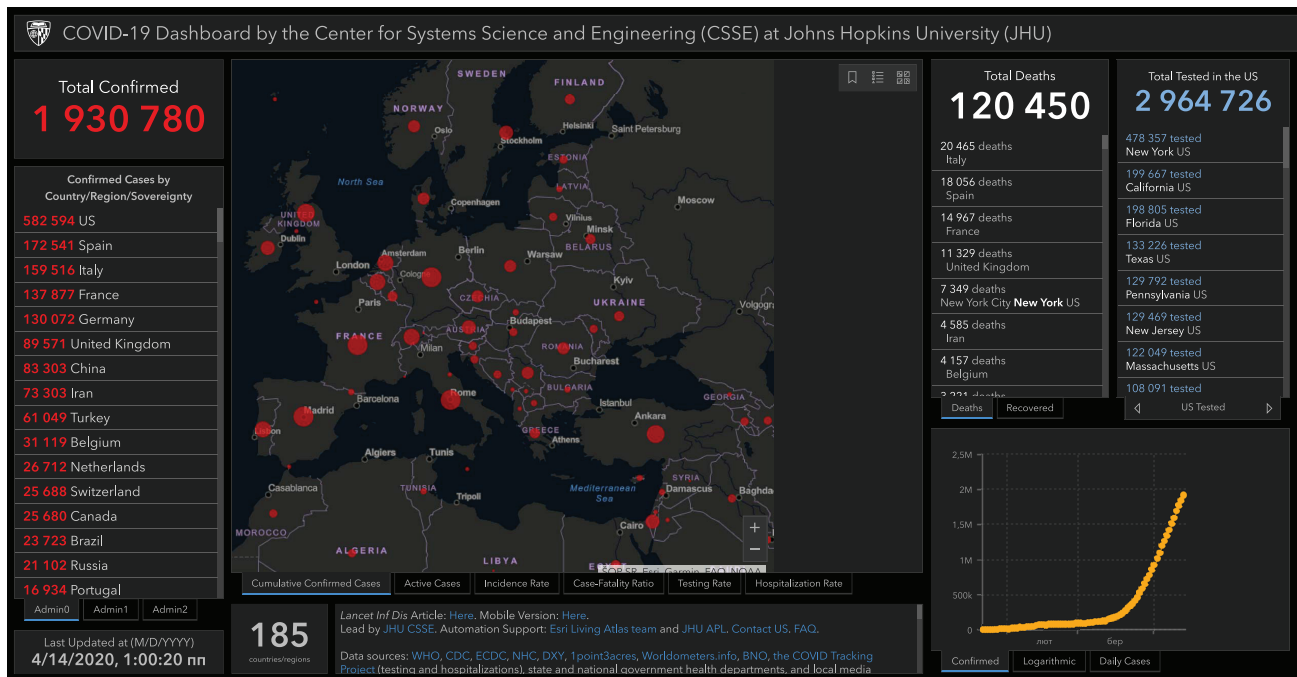 COVID-19 Dashboard by the Center for Systems Science and Engineering (CSSE) at Johns Hopkins University (JHU)
Total Confirmed
1 930 780
Confirmed Cases by
Country/Region/Sovereignty
582 594 US
172 541 Spain
159 516 Italy
137 877 France
130 072 Germany
89 571 United Kingdom
83 303 China
73 303 Iran
61 049 Turkey
31 119 Belgium
26 712 Netherlands
25 688 Switzerland
25 680 Canada
23 723 Brazil
21 102 Russia
16 934 Portugal
Admin0 Admin1 Admin2
Last Updated at (M/D/YYYY)
4/14/2020, 1:00:20 пп
SWEDEN
FINLAND
NORWAY
Oslo
Helsinki
Saint Petersburg
Stockholm
ESTONIA
North Sea
LATVIA
Moscow
Copenhagen
UNITED
KINGDOM
Vilnius
Minsk
Dublin
BELARUS
Amsterdam
Berlin
Warsaw
London
Cologne
Kyiv
Paris
CZECHIA
UKRAINE
Volgogr
AUSTRIA
Budapest
FRANCE
Milan
ROMANIA
Bucharest
Rome
BULGARIA
Barcelona
GEORGIA
Madrid
Istanbul
Ankara
Lisbon
GREECE
Athens
Algiers
Tunis
SYRIA
Casablanca
TUNISIA
Mediterranean
Sea
Damascus
Baghda
Tripoli
Cairo
MOROCCO
ALGERIA
LIBYA
+
−
Cumulative Confirmed Cases Active Cases Incidence Rate Case-Fatality Ratio Testing Rate Hospitalization Rate
185
countries/regions
Lancet Inf Dis Article: Here. Mobile Version: Here.
Lead by JHU CSSE. Automation Support: Esri Living Atlas team and JHU APL. Contact US. FAQ.
Data sources: WHO, CDC, ECDC, NHC, DXY, 1point3acres, Worldometers.info, BNO, the COVID Tracking
Project (testing and hospitalizations), state and national government health departments, and local media
Total Deaths
120 450
20 465 deaths
Italy
18 056 deaths
Spain
14 967 deaths
France
11 329 deaths
United Kingdom
7 349 deaths
New York City New York US
4 585 deaths
Iran
4 157 deaths
Belgium
Deaths Recovered
Total Tested in the US
2 964 726
478 357 tested
New York US
199 667 tested
California US
198 805 tested
Florida US
133 226 tested
Texas US
129 792 tested
Pennsylvania US
129 469 tested
New Jersey US
122 049 tested
Massachusetts US
108 091 tested
US Tested
2,5M
2M
1,5M
1M
500k
0
лют бер
Confirmed Logarithmic Daily Cases